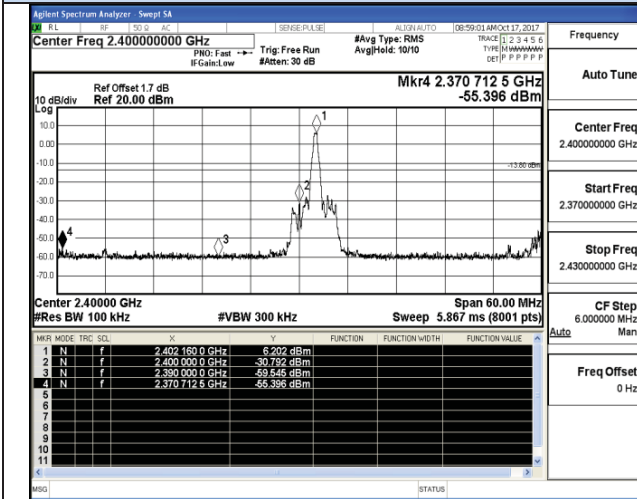 Agilent Spectrum Analyzer - Swept SA
RL RF 50 Ω AC SENSE:PULSE ALIGN AUTO 08:59:01 AM Oct 17, 2017
Center Freq 2.400000000 GHz
PNO: Fast Trig: Free Run #Avg Type: RMS TRACE 1 2 3 4 5 6
IFGain:Low #Atten: 30 dB Avg|Hold: 10/10 TYPE M
DET P P P P P P
Mkr4 2.370 712 5 GHz
-55.396 dBm
Ref Offset 1.7 dB
10 dB/div Ref 20.00 dBm
Log
10.0
0.00
-10.0
-20.0
-30.0
-40.0
-50.0
-60.0
-70.0
1
2
3
4
-13.80 dBm
Center 2.40000 GHz Span 60.00 MHz
#Res BW 100 kHz #VBW 300 kHz Sweep 5.867 ms (8001 pts)
MKR MODE TRC SCL X Y FUNCTION FUNCTION WIDTH FUNCTION VALUE
1 N f 2.402 160 0 GHz 6.202 dBm
2 N f 2.400 000 0 GHz -30.792 dBm
3 N f 2.390 000 0 GHz -59.545 dBm
4 N f 2.370 712 5 GHz -55.396 dBm
5
6
7
8
9
10
11
MSG STATUS
Frequency
Auto Tune
Center Freq
2.400000000 GHz
Start Freq
2.370000000 GHz
Stop Freq
2.430000000 GHz
CF Step
6.000000 MHz
Auto Man
Freq Offset
0 Hz